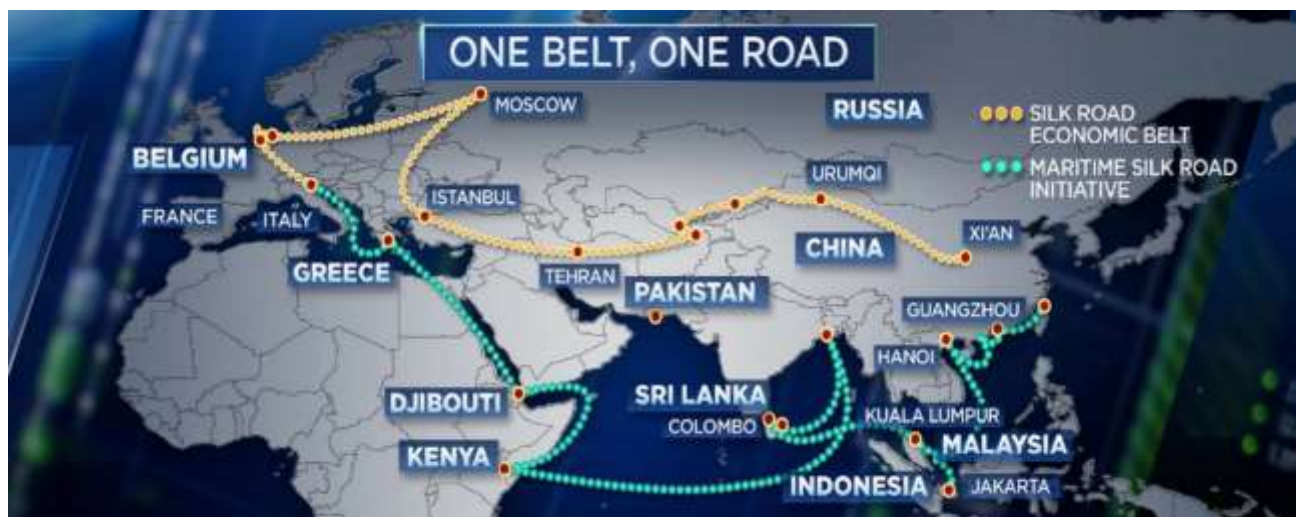 ONE BELT, ONE ROAD
MOSCOW
RUSSIA
SILK ROAD
ECONOMIC BELT
MARITIME SILK ROAD
INITIATIVE
BELGIUM
URUMQI
ISTANBUL
FRANCE
ITALY
XI'AN
CHINA
GREECE
TEHRAN
PAKISTAN
GUANGZHOU
HANOI
SRI LANKA
DJIBOUTI
COLOMBO
KUALA LUMPUR
MALAYSIA
KENYA
INDONESIA
JAKARTA